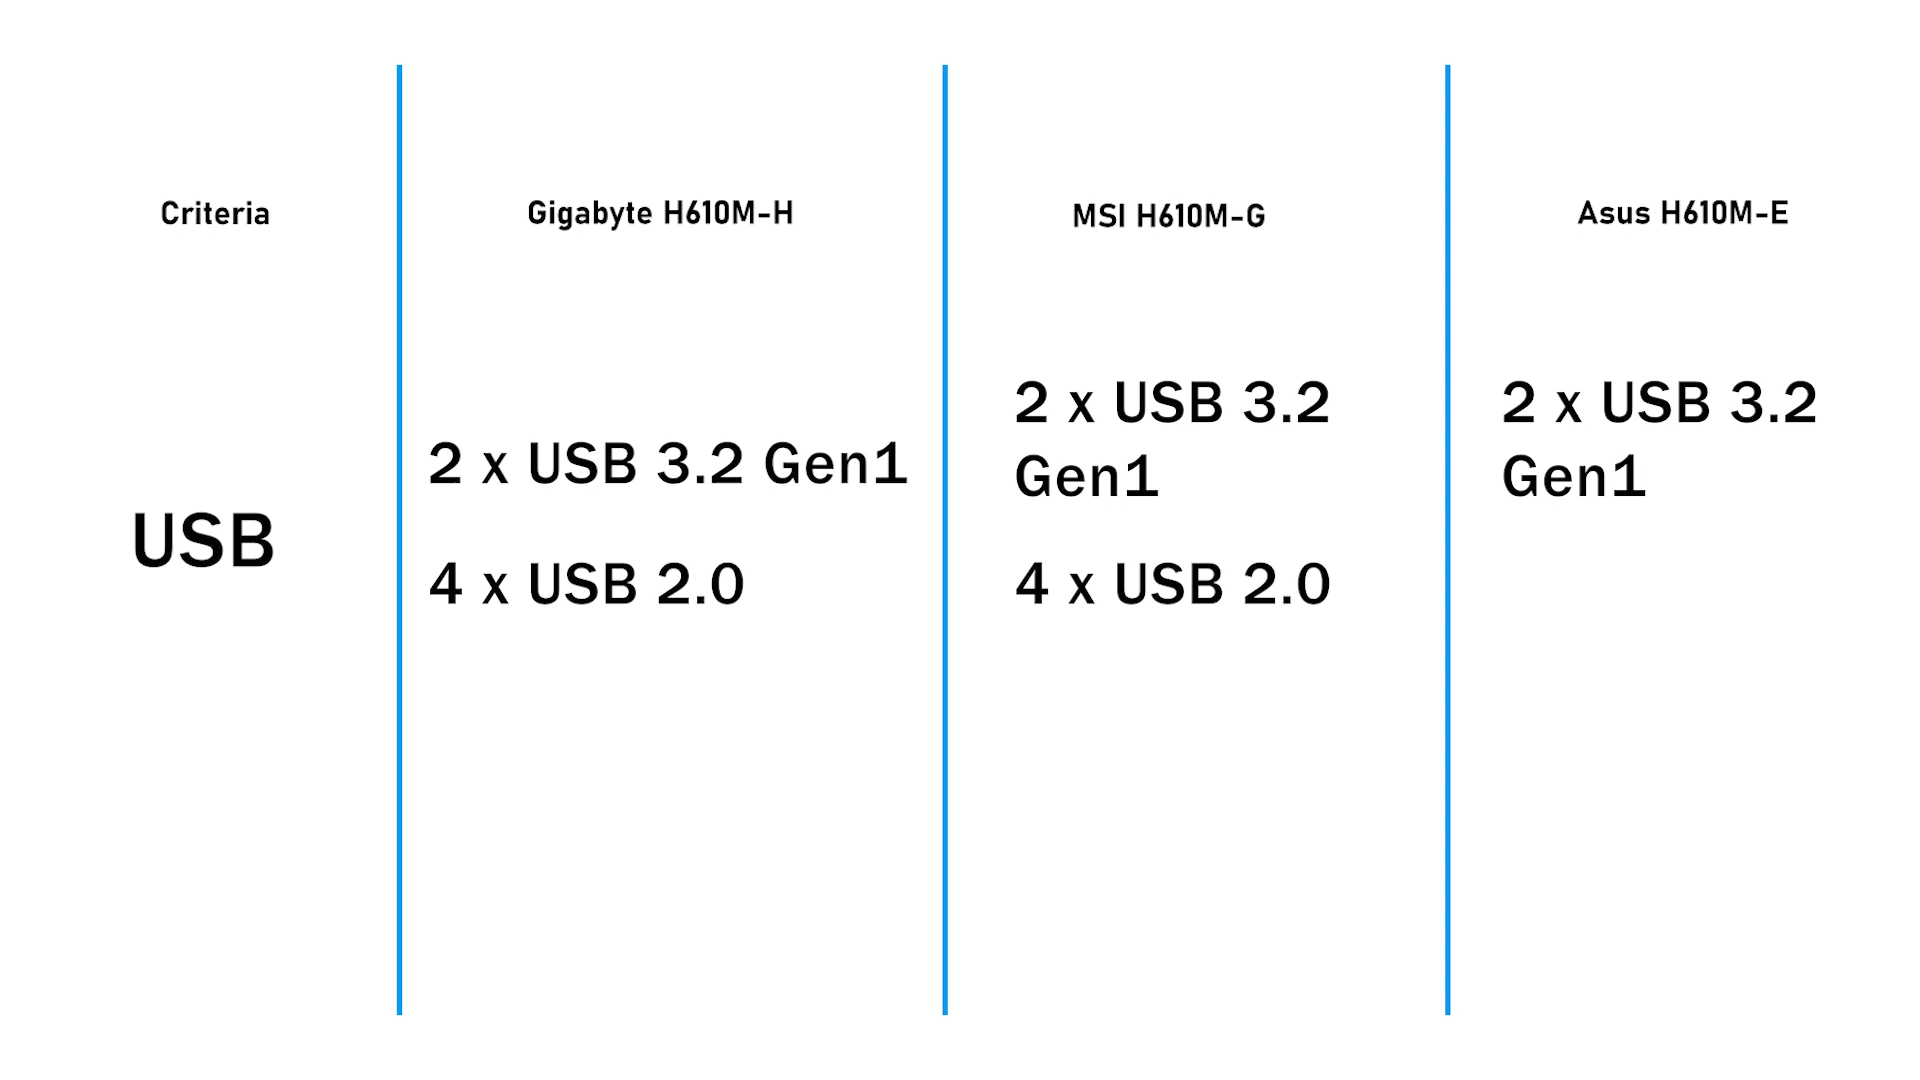 Criteria
Gigabyte H610M-H
MSI H610M-G
Asus H610M-E
USB
2 x USB 3.2 Gen1
4 x USB 2.0
2 x USB 3.2
Gen1
4 x USB 2.0
2 x USB 3.2
Gen1